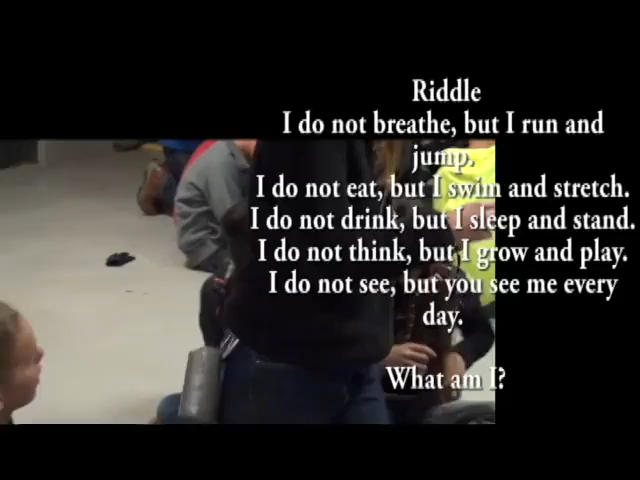 Riddle
I do not breathe, but I run and
jump.
I do not eat, but I swim and stretch.
I do not drink, but I sleep and stand.
I do not think, but I grow and play.
I do not see, but you see me every
day.
What am I?